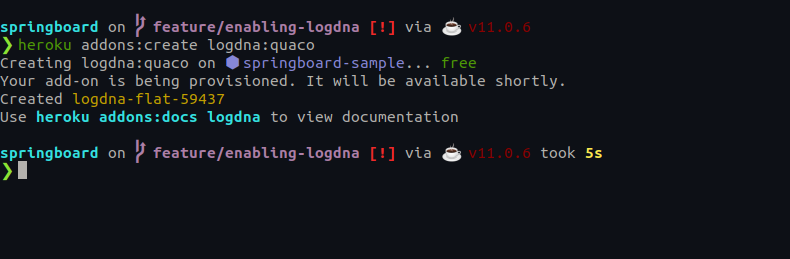 springboard on feature/enabling-logdna [!] via ☕ v11.0.6
❯ heroku addons:create logdna:quaco
Creating logdna:quaco on ⬢ springboard-sample... free
Your add-on is being provisioned. It will be available shortly.
Created logdna-flat-59437
Use heroku addons:docs logdna to view documentation
springboard on feature/enabling-logdna [!] via ☕ v11.0.6 took 5s
❯